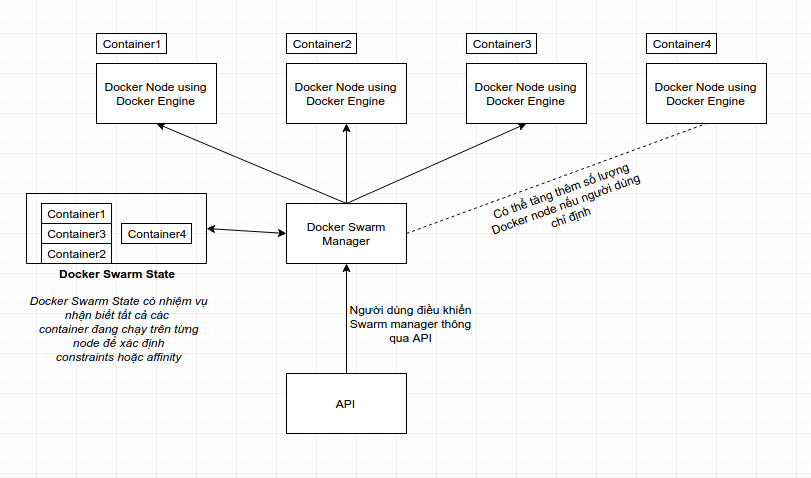 Container1
Container2
Container3
Container4
Docker Node using
Docker Engine
Docker Node using
Docker Engine
Docker Node using
Docker Engine
Docker Node using
Docker Engine
Có thể tăng thêm số lượng
Docker node nếu người dùng
chỉ định
Container1
Container3
Container2
Container4
Docker Swarm State
Docker Swarm
Manager
Docker Swarm State có nhiệm vụ
nhận biết tất cả các
container đang chạy trên từng
node để xác định
constraints hoặc affinity
Người dùng điều khiển
Swarm manager thông
qua API
API